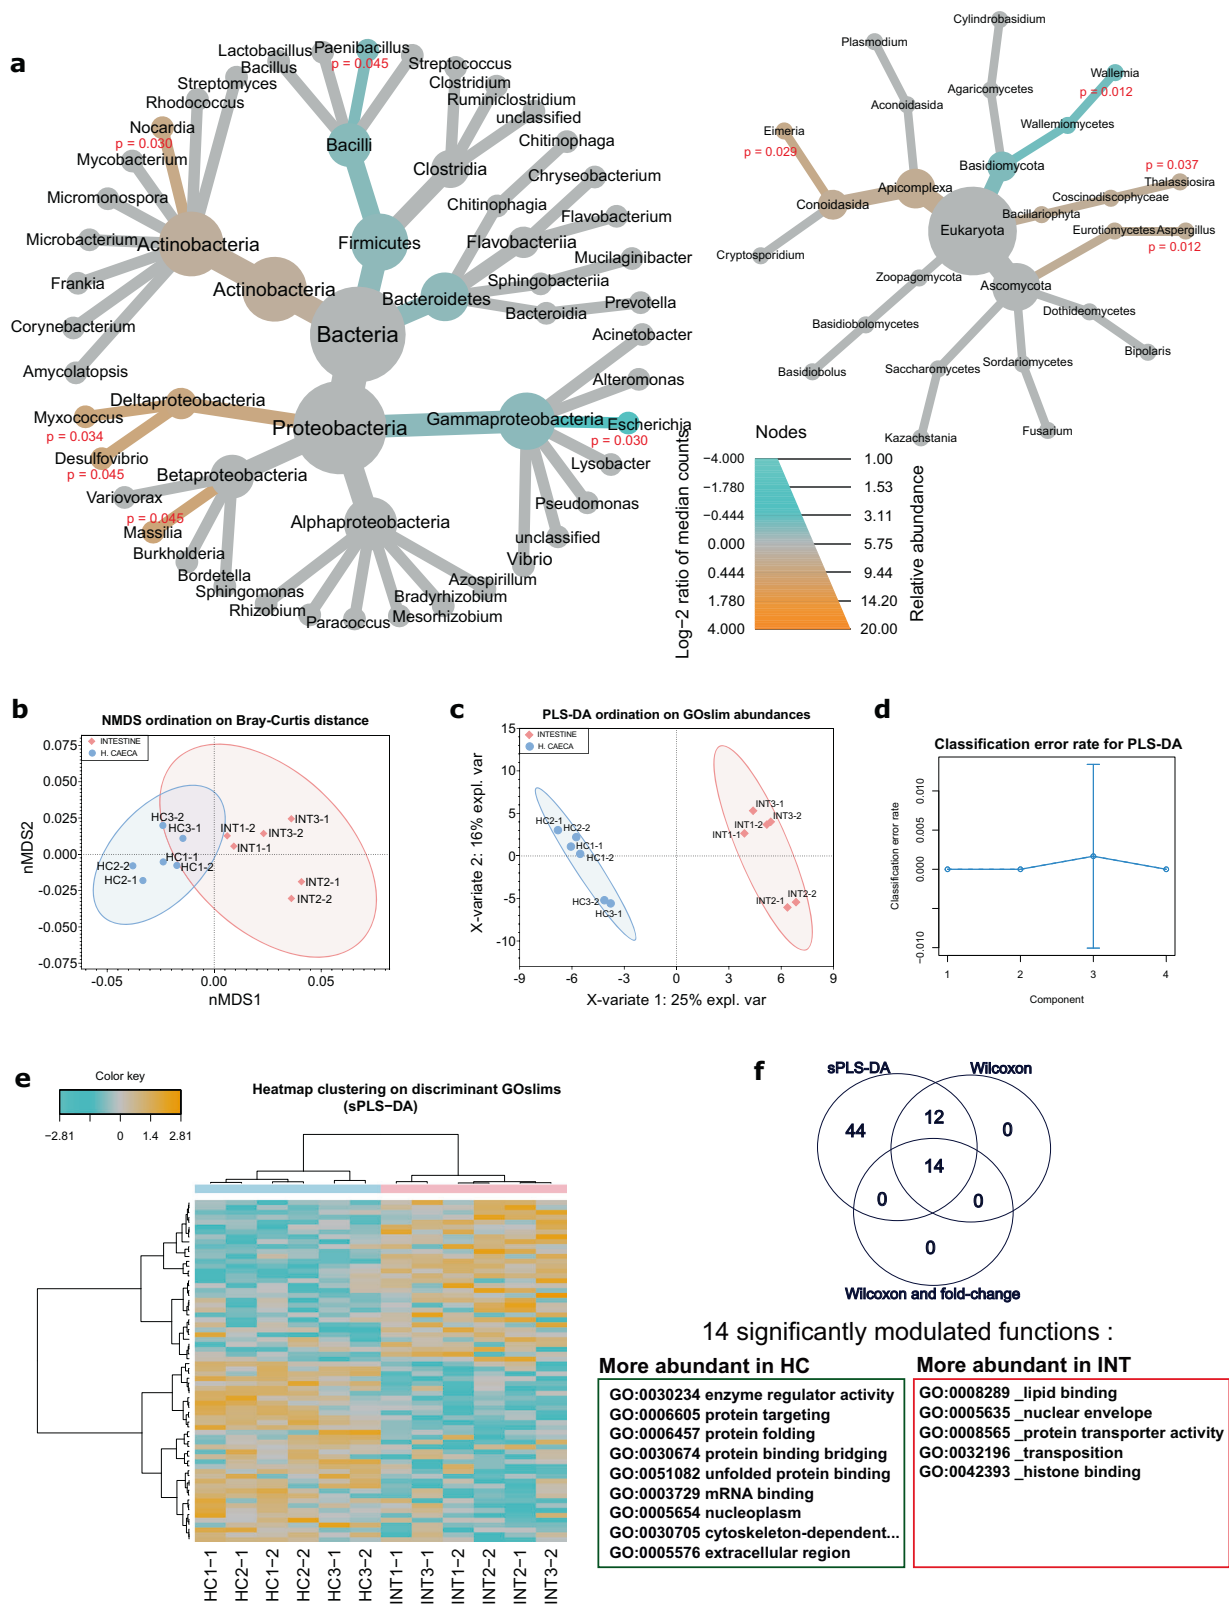 a
Lactobacillus
Paenibacillus
p = 0.045
Bacillus
Streptococcus
Streptomyces
Clostridium
Rhodococcus
Ruminiclostridium
Nocardia
p = 0.030
unclassified
Mycobacterium
Bacilli
Chitinophaga
Clostridia
Chryseobacterium
Micromonospora
Chitinophagia
Flavobacterium
Microbacterium
Actinobacteria
Firmicutes
Flavobacteriia
Mucilaginibacter
Frankia
Actinobacteria
Bacteroidetes
Sphingobacteriia
Prevotella
Bacteroidia
Corynebacterium
Bacteria
Acinetobacter
Amycolatopsis
Alteromonas
Deltaproteobacteria
Myxococcus
p = 0.034
Proteobacteria
Gammaproteobacteria
Escherichia
p = 0.030
Desulfovibrio
p = 0.045
Lysobacter
Betaproteobacteria
Variovorax
Pseudomonas
p = 0.045
Massilia
Alphaproteobacteria
unclassified
Burkholderia
Vibrio
Bordetella
Azospirillum
Sphingomonas
Bradyrhizobium
Rhizobium
Mesorhizobium
Paracoccus
Cylindrobasidium
Plasmodium
Wallemia
p = 0.012
Agaricomycetes
Aconoidasida
Wallemiomycetes
Eimeria
p = 0.029
Basidiomycota
p = 0.037
Thalassiosira
Apicomplexa
Coscinodiscophyceae
Conoidasida
Bacillariophyta
Eukaryota
Eurotiomycetes
Aspergillus
p = 0.012
Cryptosporidium
Zoopagomycota
Ascomycota
Dothideomycetes
Basidiobolomycetes
Bipolaris
Basidiobolus
Saccharomycetes
Sordariomycetes
Kazachstania
Fusarium
Nodes
Log−2 ratio of median counts
Relative abundance
−4.000 1.00
−1.780 1.53
−0.444 3.11
0.000 5.75
0.444 9.44
1.780 14.20
4.000 20.00
b
NMDS ordination on Bray-Curtis distance
INTESTINE
H. CAECA
0.075
0.050
0.025
0.000
-0.025
-0.050
-0.075
nMDS2
HC3-2
HC3-1
INT1-2
INT3-1
INT3-2
INT1-1
HC1-1
HC2-2
HC1-2
HC2-1
INT2-1
INT2-2
-0.05 0.00 0.05
nMDS1
c
PLS-DA ordination on GOslim abundances
INTESTINE
H. CAECA
15
10
5
0
-5
-10
X-variate 2: 16% expl. var
HC2-1
HC2-2
HC1-1
HC1-2
HC3-2
HC3-1
INT3-1
INT1-2
INT3-2
INT1-1
INT2-2
INT2-1
-9 -6 -3 0 3 6 9
X-variate 1: 25% expl. var
d
Classification error rate for PLS-DA
0.010
0.005
0.000
−0.010
Classification error rate
1 2 3 4
Component
e
Color key
−2.81 0 1.4 2.81
Heatmap clustering on discriminant GOslims
(sPLS−DA)
HC1−1
HC2−1
HC1−2
HC2−2
HC3−1
HC3−2
INT1−1
INT3−1
INT1−2
INT2−2
INT2−1
INT3−2
f
sPLS-DA
Wilcoxon
44
12
0
14
0
0
0
Wilcoxon and fold-change
14 significantly modulated functions :
More abundant in HC
GO:0030234 enzyme regulator activity
GO:0006605 protein targeting
GO:0006457 protein folding
GO:0030674 protein binding bridging
GO:0051082 unfolded protein binding
GO:0003729 mRNA binding
GO:0005654 nucleoplasm
GO:0030705 cytoskeleton-dependent...
GO:0005576 extracellular region
More abundant in INT
GO:0008289 _lipid binding
GO:0005635 _nuclear envelope
GO:0008565 _protein transporter activity
GO:0032196 _transposition
GO:0042393 _histone binding